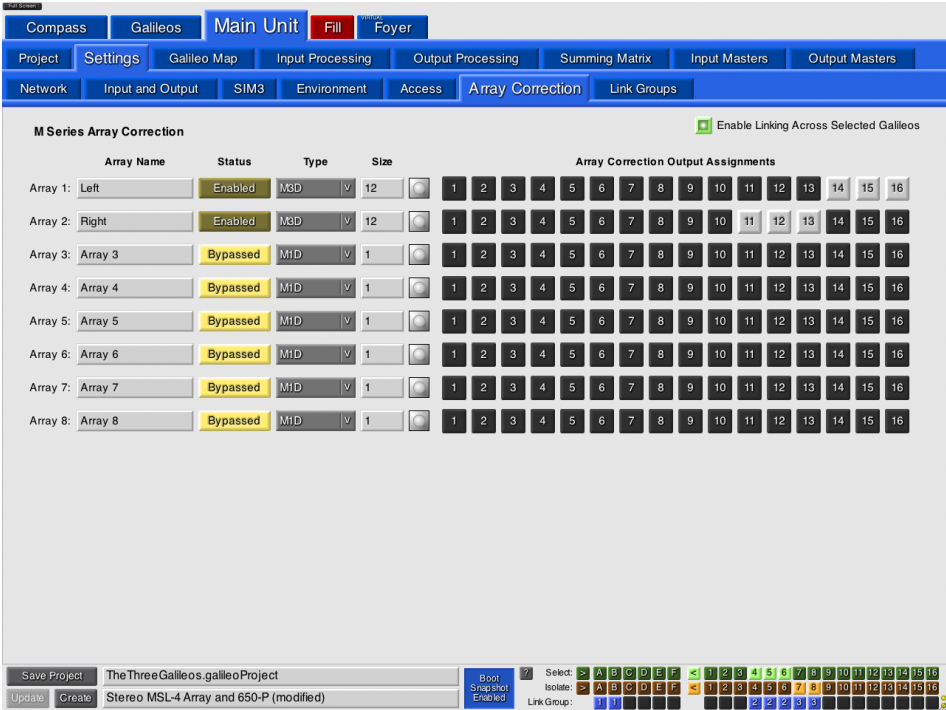 Full Screen
Compass Galileos Main Unit Fill VIRTUAL Foyer
Project Settings Galileo Map Input Processing Output Processing Summing Matrix Input Masters Output Masters
Network Input and Output SIM3 Environment Access Array Correction Link Groups
M Series Array Correction
Enable Linking Across Selected Galileos
Array Name Status Type Size Array Correction Output Assignments
Array 1: Left Enabled M3D V 12 1 2 3 4 5 6 7 8 9 10 11 12 13 14 15 16
Array 2: Right Enabled M3D V 12 1 2 3 4 5 6 7 8 9 10 11 12 13 14 15 16
Array 3: Array 3 Bypassed M1D V 1 1 2 3 4 5 6 7 8 9 10 11 12 13 14 15 16
Array 4: Array 4 Bypassed M1D V 1 1 2 3 4 5 6 7 8 9 10 11 12 13 14 15 16
Array 5: Array 5 Bypassed M1D V 1 1 2 3 4 5 6 7 8 9 10 11 12 13 14 15 16
Array 6: Array 6 Bypassed M1D V 1 1 2 3 4 5 6 7 8 9 10 11 12 13 14 15 16
Array 7: Array 7 Bypassed M1D V 1 1 2 3 4 5 6 7 8 9 10 11 12 13 14 15 16
Array 8: Array 8 Bypassed M1D V 1 1 2 3 4 5 6 7 8 9 10 11 12 13 14 15 16
Save Project TheThreeGalileos.galileoProject
Update Create Stereo MSL-4 Array and 650-P (modified)
Boot
Snapshot
Enabled
?
Select: > A B C D E F < 1 2 3 4 5 6 7 8 9 10 11 12 13 14 15 16
Isolate: > A B C D E F < 1 2 3 4 5 6 7 8 9 10 11 12 13 14 15 16
Link Group: 1 1 2 2 2 3 3